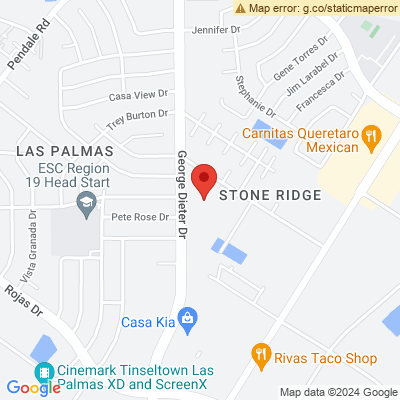 Map error: g.co/staticmaperror
Jennifer Dr
Pendale Rd
Gene Torres Dr
Jim Larabel Dr
Francesca Dr
Stephanie Dr
Casa View Dr
Trey Burton Dr
Carnitas Queretaro
Mexican
LAS PALMAS
ESC Region
19 Head Start
George Dieter Dr
STONE RIDGE
Pete Rose Dr
Vista Granada Dr
Rojas Dr
Casa Kia
Rivas Taco Shop
Cinemark Tinseltown Las
Palmas XD and ScreenX
Google
Map data ©2024 Google